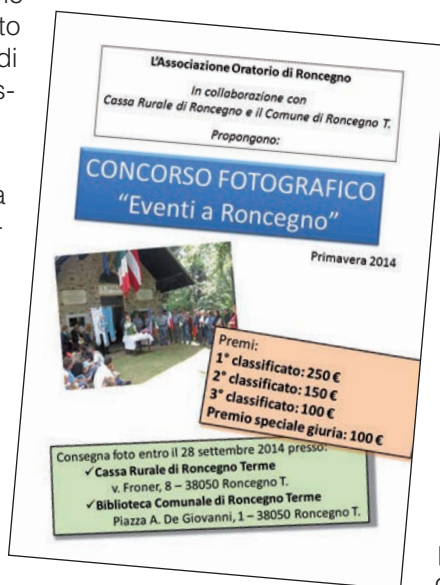 to
di
s-
a
L'Associazione Oratorio di Roncegno
In collaborazione con
Cassa Rurale di Roncegno e il Comune di Roncegno T.
Propongono:
CONCORSO FOTOGRAFICO
"Eventi a Roncegno"
Primavera 2014
Premi:
1° classificato: 250 €
2° classificato: 150 €
3° classificato: 100 €
Premio speciale giuria: 100 €
Consegna foto entro il 28 settembre 2014 presso:
✓Cassa Rurale di Roncegno Terme
v. Froner, 8 – 38050 Roncegno T.
✓Biblioteca Comunale di Roncegno Terme
Piazza A. De Giovanni, 1 – 38050 Roncegno T.